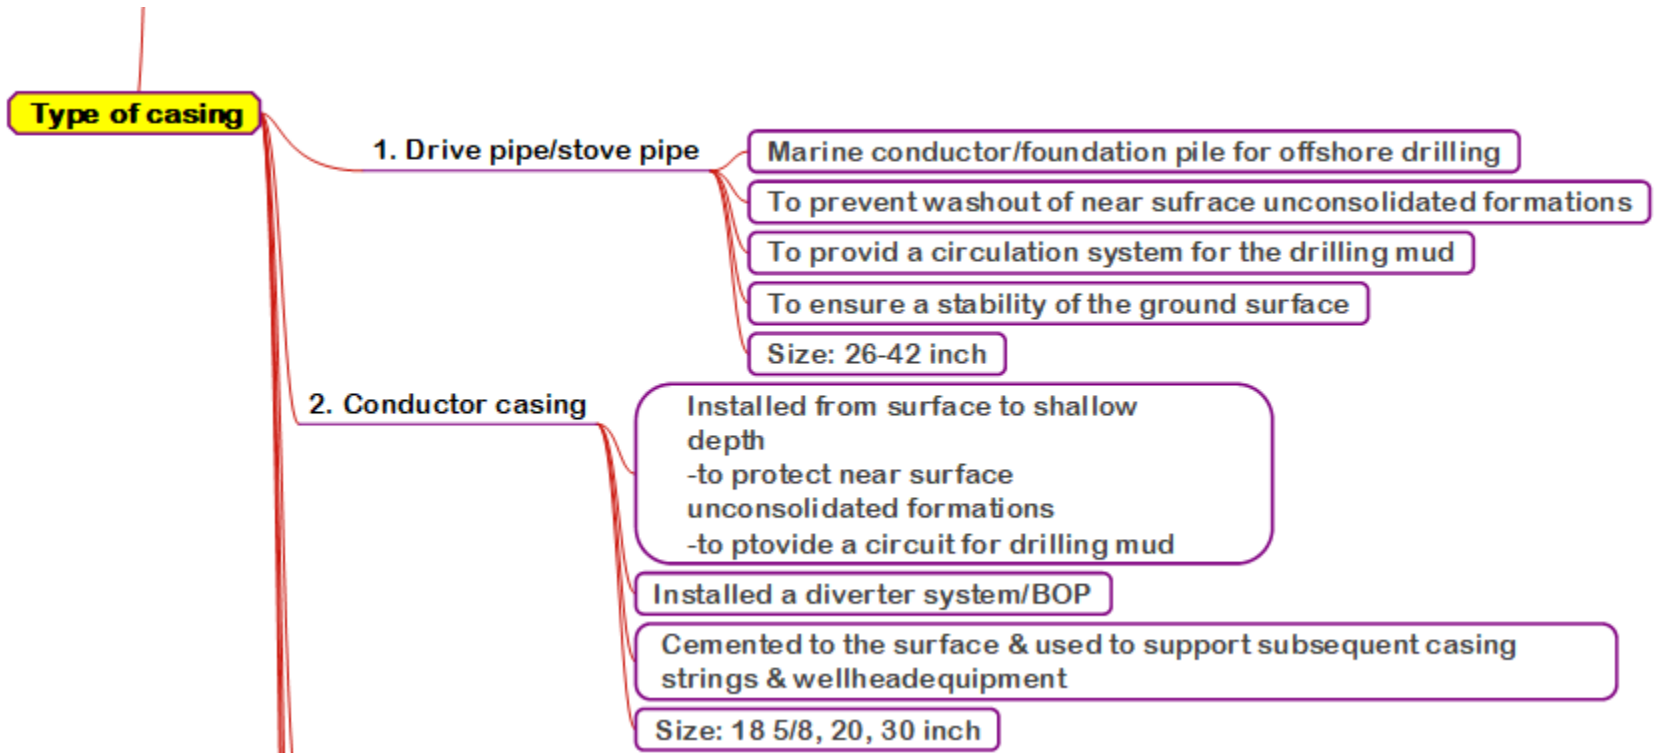 Type of casing
1. Drive pipe/stove pipe
Marine conductor/foundation pile for offshore drilling
To prevent washout of near sufrace unconsolidated formations
To provid a circulation system for the drilling mud
To ensure a stability of the ground surface
Size: 26-42 inch
2. Conductor casing
Installed from surface to shallow
depth
-to protect near surface
unconsolidated formations
-to ptovide a circuit for drilling mud
Installed a diverter system/BOP
Cemented to the surface & used to support subsequent casing
strings & wellheadequipment
Size: 18 5/8, 20, 30 inch